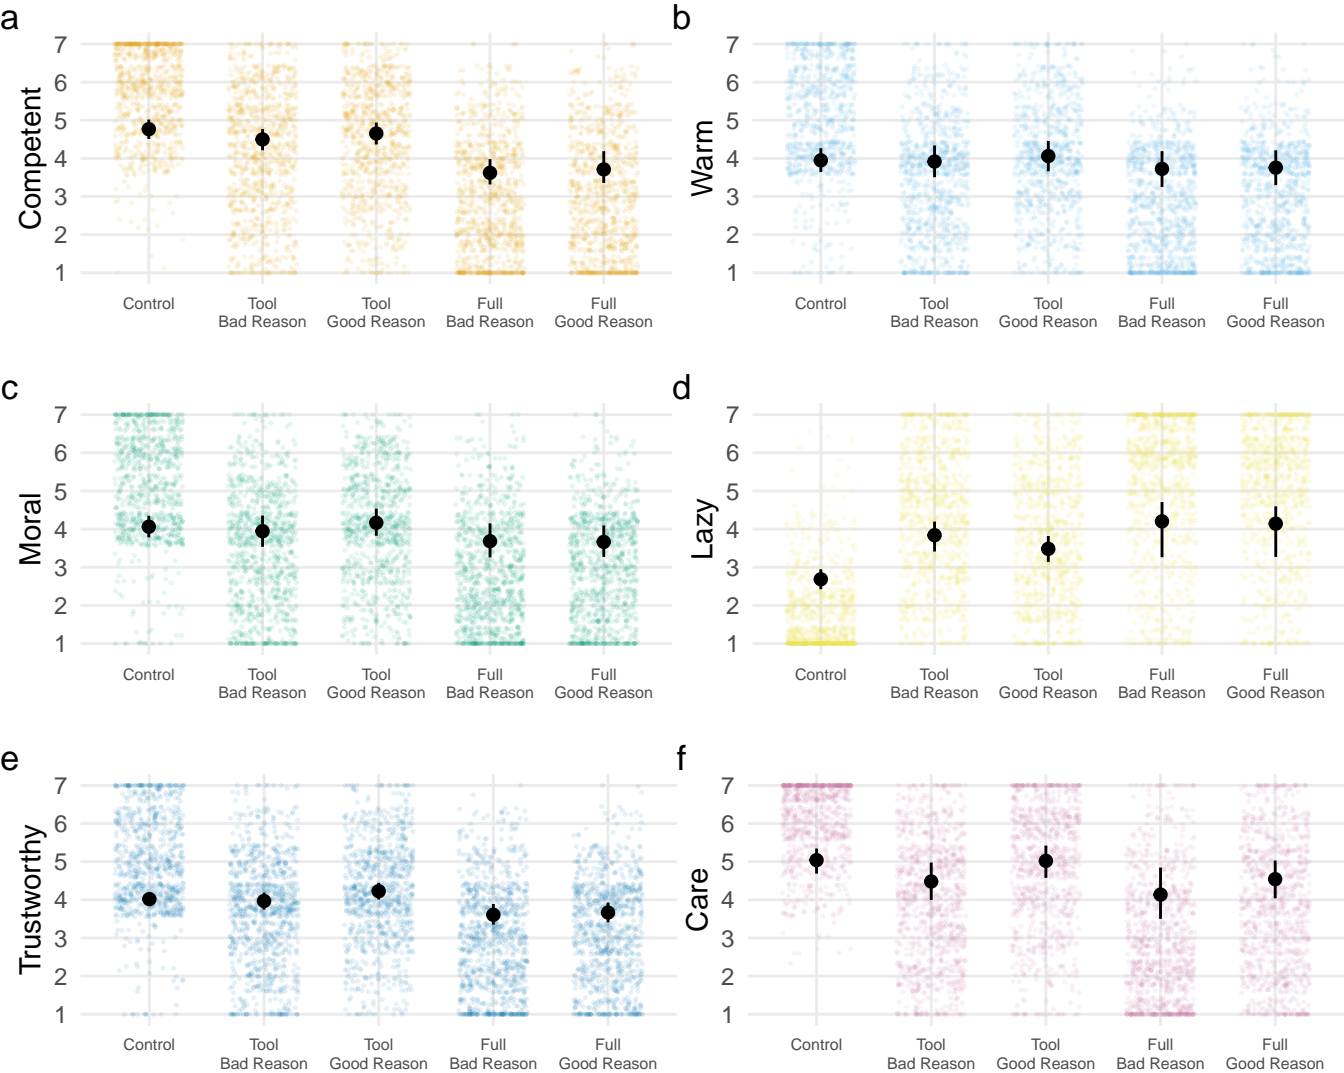 a
Competent
7
6
5
4
3
2
1
Control
Tool
Bad Reason
Tool
Good Reason
Full
Bad Reason
Full
Good Reason
b
Warm
7
6
5
4
3
2
1
Control
Tool
Bad Reason
Tool
Good Reason
Full
Bad Reason
Full
Good Reason
c
Moral
7
6
5
4
3
2
1
Control
Tool
Bad Reason
Tool
Good Reason
Full
Bad Reason
Full
Good Reason
d
Lazy
7
6
5
4
3
2
1
Control
Tool
Bad Reason
Tool
Good Reason
Full
Bad Reason
Full
Good Reason
e
Trustworthy
7
6
5
4
3
2
1
Control
Tool
Bad Reason
Tool
Good Reason
Full
Bad Reason
Full
Good Reason
f
Care
7
6
5
4
3
2
1
Control
Tool
Bad Reason
Tool
Good Reason
Full
Bad Reason
Full
Good Reason